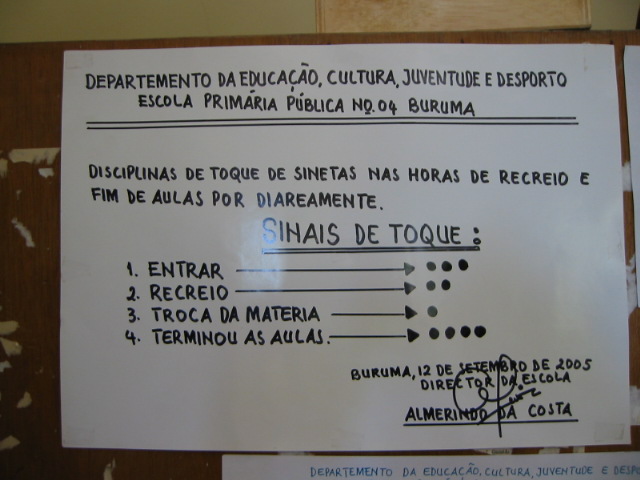 DEPARTEMENTO DA EDUCAÇÃO, CULTURA, JUVENTUDE E DESPORTO
ESCOLA PRIMÁRIA PÚBLICA NO. 04 BURUMA
DISCIPLINAS DE TOQUE DE SINETAS NAS HORAS DE RECREIO E
FIM DE AULAS POR DIAREAMENTE.
SINAIS DE TOQUE:
1. ENTRAR
2. RECREIO
3. TROCA DA MATERIA
4. TERMINOU AS AULAS.
BURUMA, 12 DE SETEMBRO DE 2005
DIRECTOR DA ESCOLA
ALMERINDO DA COSTA
DEPARTEMENTO DA EDUCAÇÃO, CULTURA, JUVENTUDE E DESPO